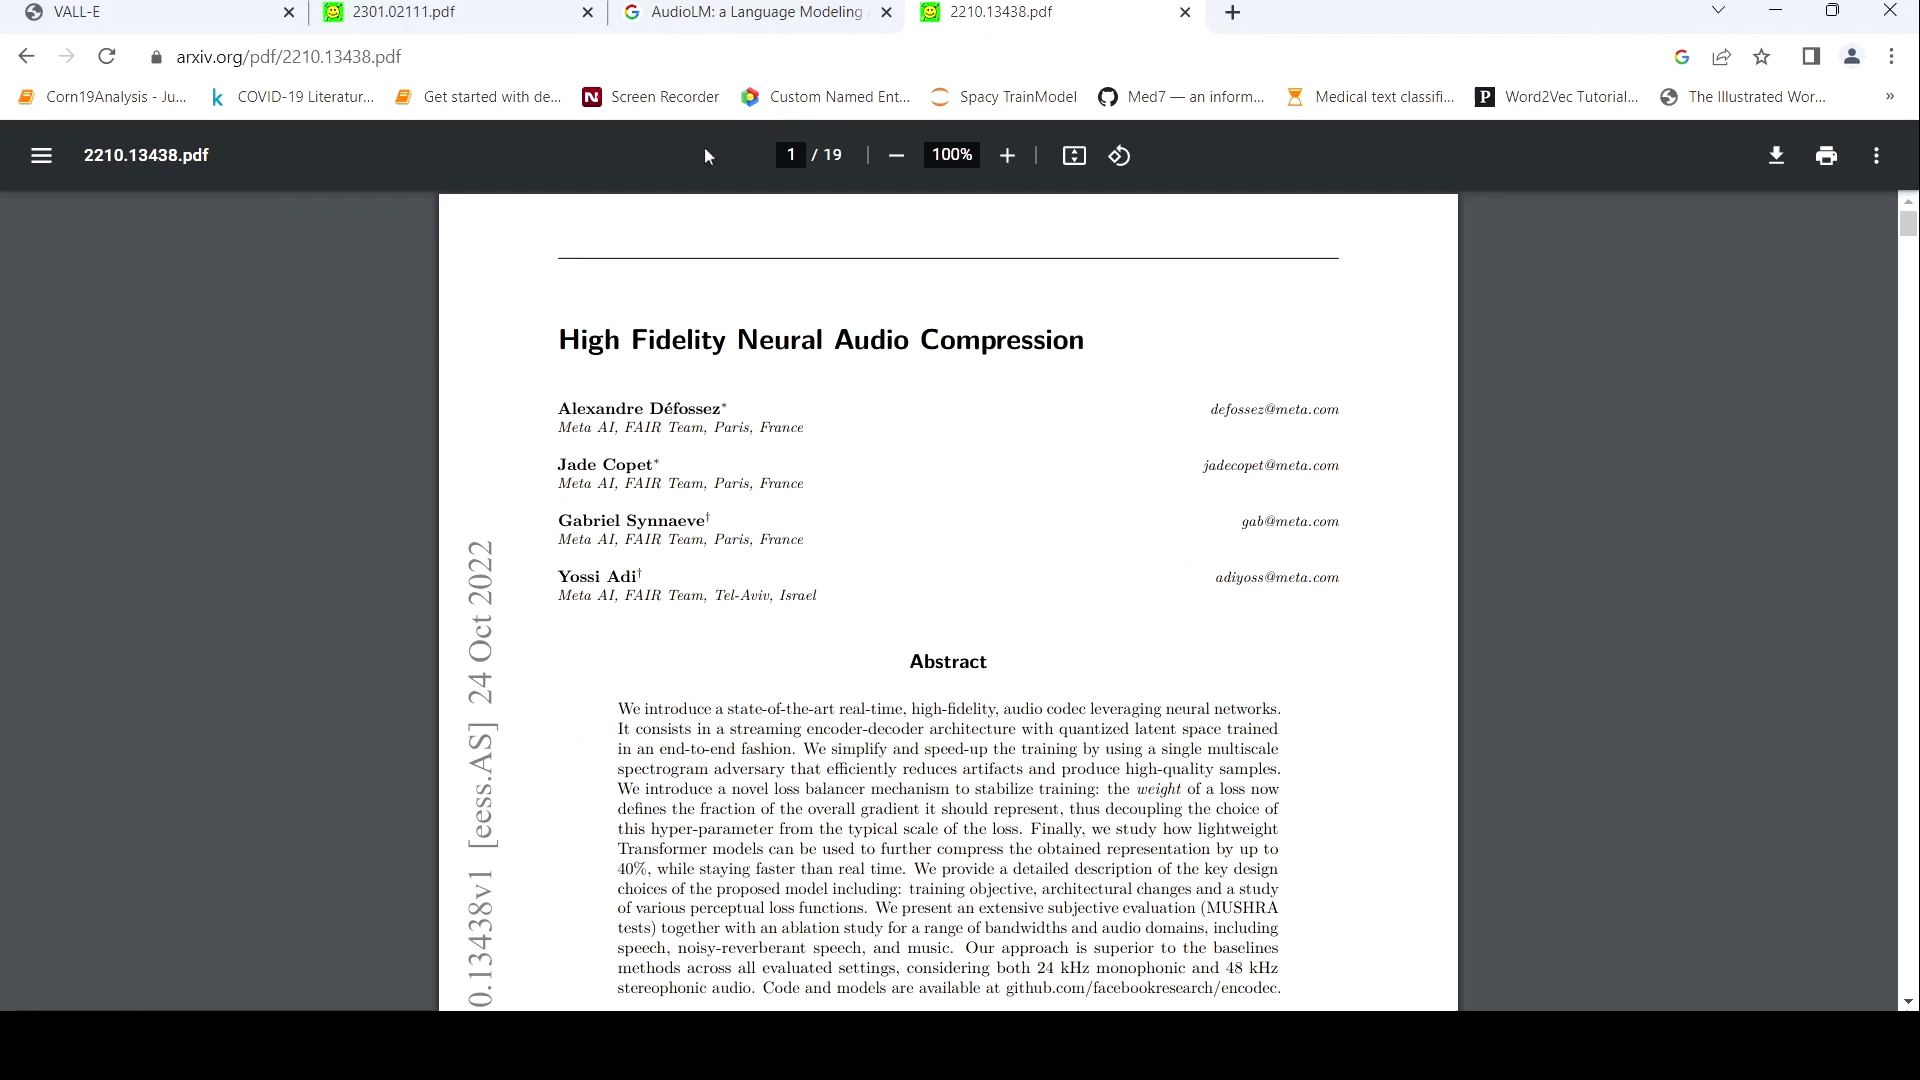 VALL-E
2301.02111.pdf
AudioLM: a Language Modeling
2210.13438.pdf
arxiv.org/pdf/2210.13438.pdf
Corn19Analysis - Ju...
COVID-19 Literatur...
Get started with de...
Screen Recorder
Custom Named Ent...
Spacy TrainModel
Med7 — an inform...
Medical text classifi...
Word2Vec Tutorial...
The Illustrated Wor...
»
2210.13438.pdf
1 / 19
100%
High Fidelity Neural Audio Compression
Alexandre Défossez* defossez@meta.com
Meta AI, FAIR Team, Paris, France
Jade Copet* jadecopet@meta.com
Meta AI, FAIR Team, Paris, France
Gabriel Synnaeve† gab@meta.com
Meta AI, FAIR Team, Paris, France
Yossi Adi† adiyoss@meta.com
Meta AI, FAIR Team, Tel-Aviv, Israel
Abstract
We introduce a state-of-the-art real-time, high-fidelity, audio codec leveraging neural networks.
It consists in a streaming encoder-decoder architecture with quantized latent space trained
in an end-to-end fashion. We simplify and speed-up the training by using a single multiscale
spectrogram adversary that efficiently reduces artifacts and produce high-quality samples.
We introduce a novel loss balancer mechanism to stabilize training: the weight of a loss now
defines the fraction of the overall gradient it should represent, thus decoupling the choice of
this hyper-parameter from the typical scale of the loss. Finally, we study how lightweight
Transformer models can be used to further compress the obtained representation by up to
40%, while staying faster than real time. We provide a detailed description of the key design
choices of the proposed model including: training objective, architectural changes and a study
of various perceptual loss functions. We present an extensive subjective evaluation (MUSHRA
tests) together with an ablation study for a range of bandwidths and audio domains, including
speech, noisy-reverberant speech, and music. Our approach is superior to the baselines
methods across all evaluated settings, considering both 24 kHz monophonic and 48 kHz
stereophonic audio. Code and models are available at github.com/facebookresearch/encodec.
0.13438v1 [eess.AS] 24 Oct 2022